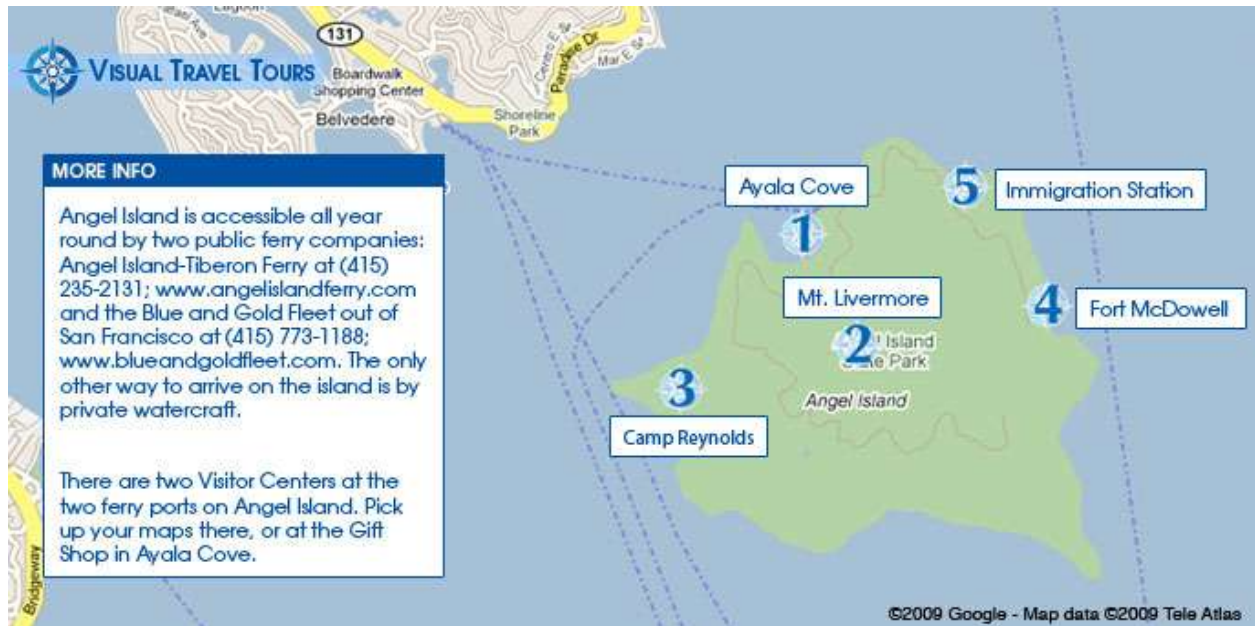 Lagoon
131
VISUAL TRAVEL TOURS
Boardwalk
Shopping Center
Belvedere
Paradise Dr
Mar E St
Shoreline
Park
MORE INFO
Angel Island is accessible all year
round by two public ferry companies:
Angel Island-Tiberon Ferry at (415)
235-2131; www.angelislandferry.com
and the Blue and Gold Fleet out of
San Francisco at (415) 773-1188;
www.blueandgoldfleet.com. The only
other way to arrive on the island is by
private watercraft.
There are two Visitor Centers at the
two ferry ports on Angel Island. Pick
up your maps there, or at the Gift
Shop in Ayala Cove.
Ayala Cove
1
5
Immigration Station
Mt. Livermore
2
Island
Park
4
Fort McDowell
3
Angel Island
Camp Reynolds
Bridgeway
©2009 Google - Map data ©2009 Tele Atlas